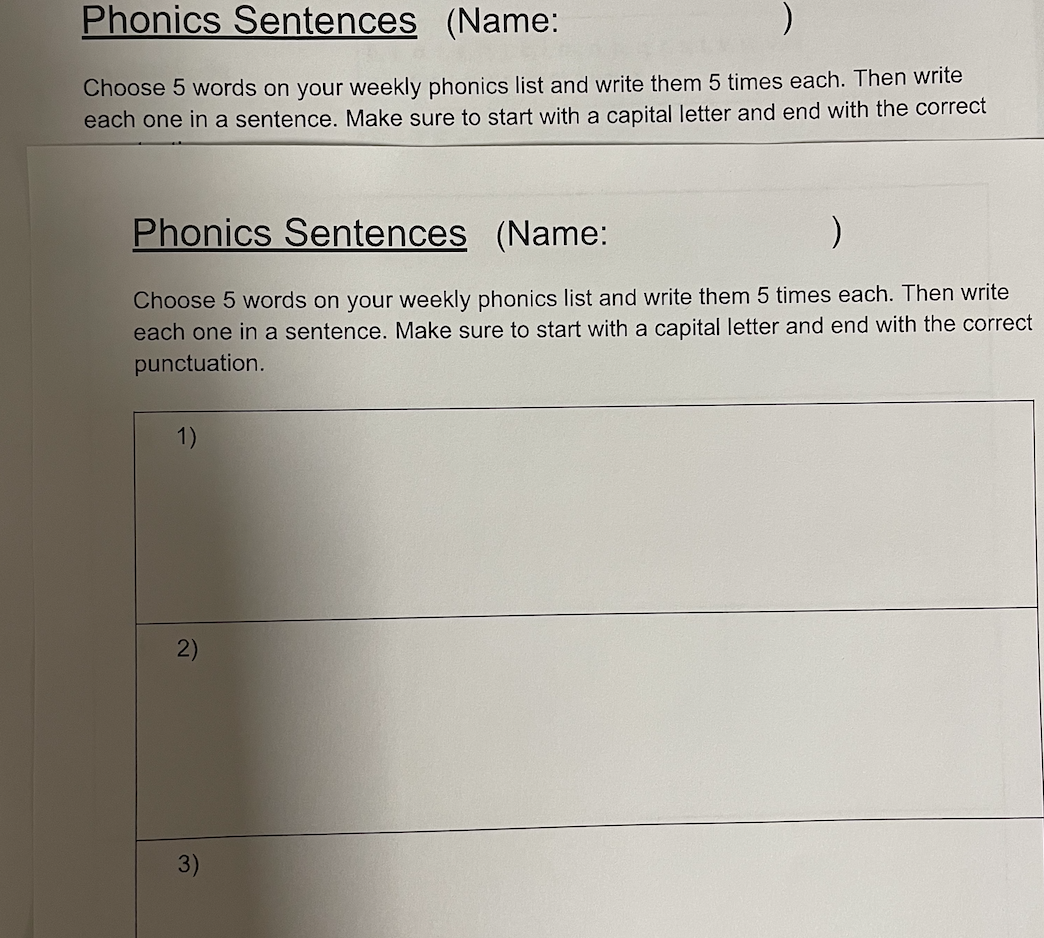 Phonics Sentences (Name: )
Choose 5 words on your weekly phonics list and write them 5 times each. Then write
each one in a sentence. Make sure to start with a capital letter and end with the correct
Phonics Sentences (Name: )
Choose 5 words on your weekly phonics list and write them 5 times each. Then write
each one in a sentence. Make sure to start with a capital letter and end with the correct
punctuation.
1)
2)
3)